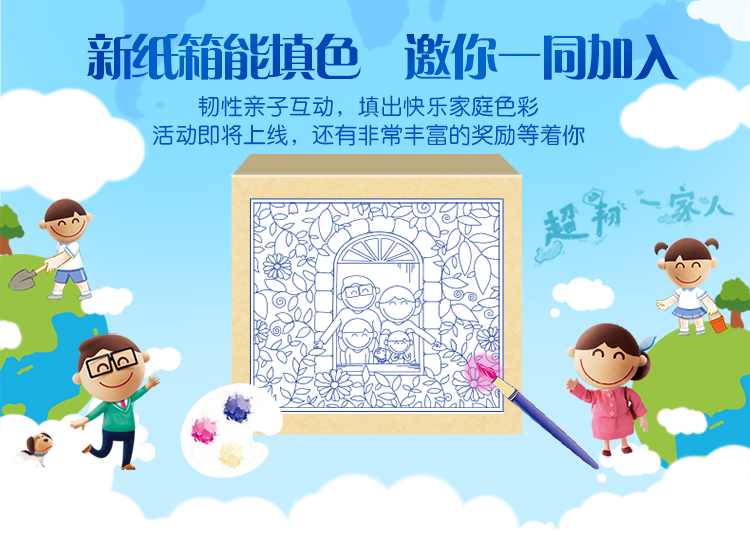 新纸箱能填色 邀你一同加入
韧性亲子互动，填出快乐家庭色彩
活动即将上线，还有非常丰富的奖励等着你
超韧一家人